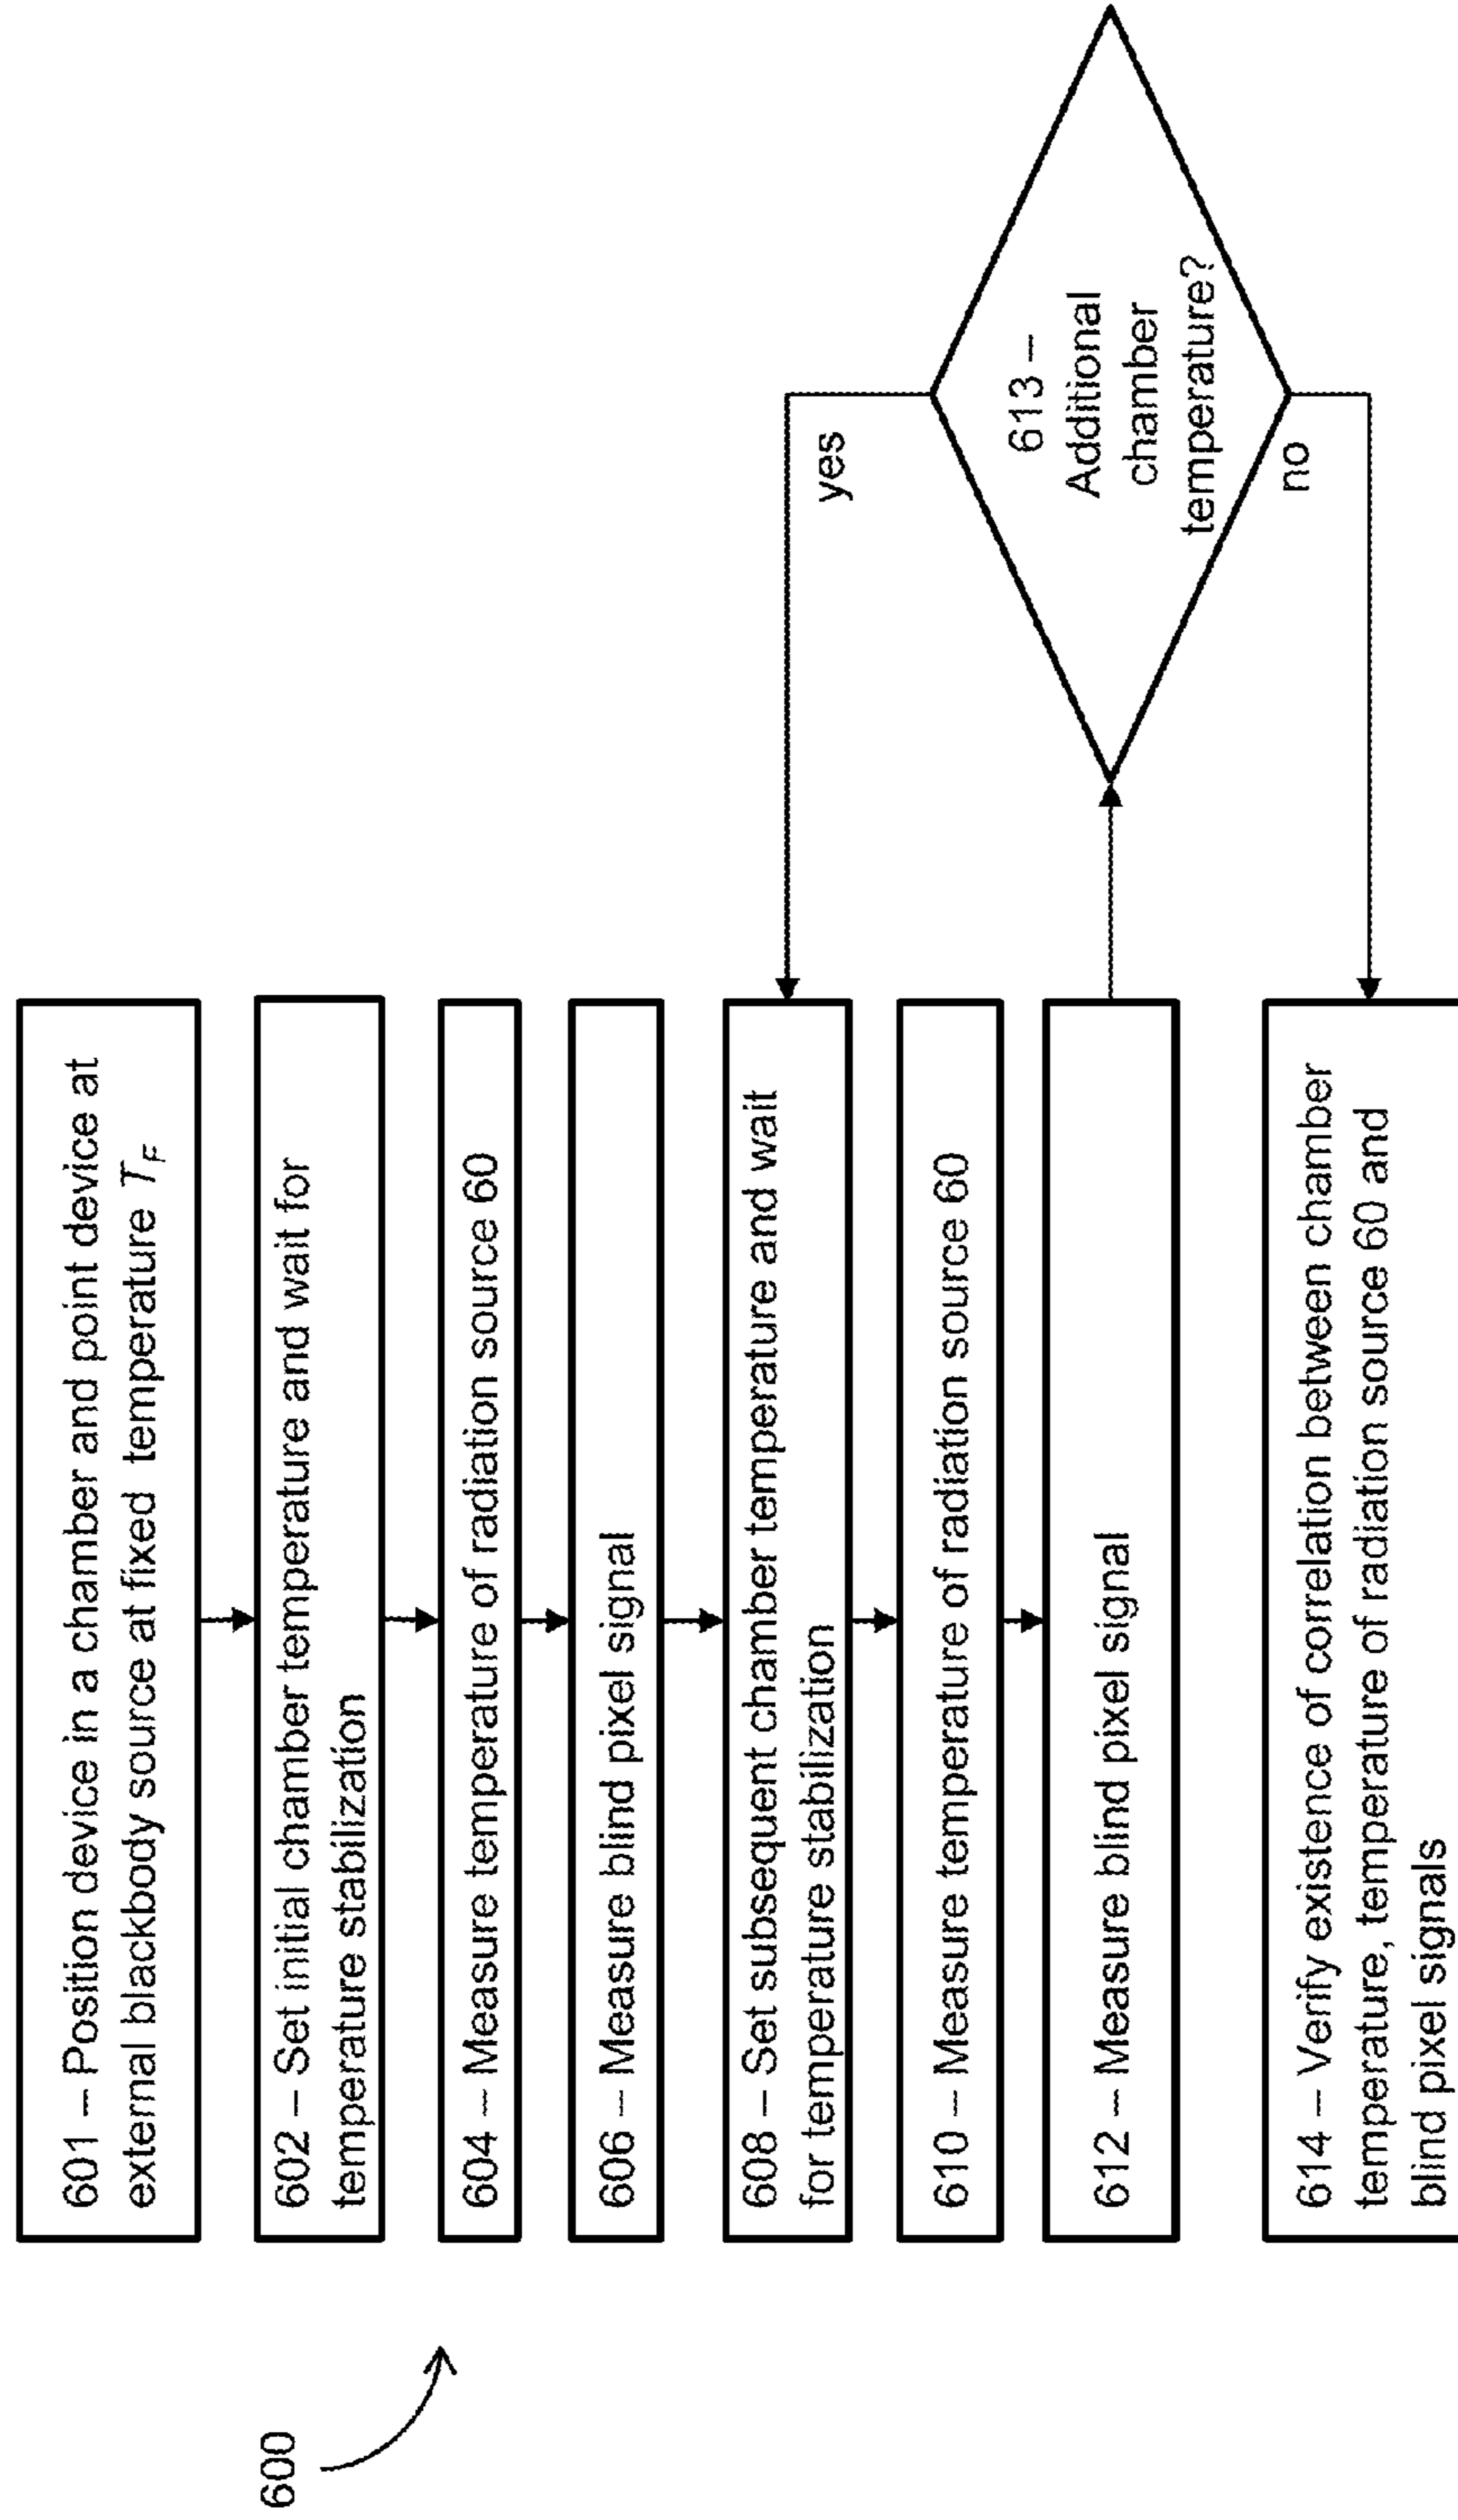 600
601 – Position device in a chamber and point device at
external blackbody source at fixed temperature TF
602 – Set initial chamber temperature and wait for
temperature stabilization
604 – Measure temperature of radiation source 60
606 – Measure blind pixel signal
608 – Set subsequent chamber temperature and wait
for temperature stabilization
610 – Measure temperature of radiation source 60
612 – Measure blind pixel signal
613 –
Additional
chamber
temperature?
yes
no
614 – Verify existence of correlation between chamber
temperature, temperature of radiation source 60 and
blind pixel signals